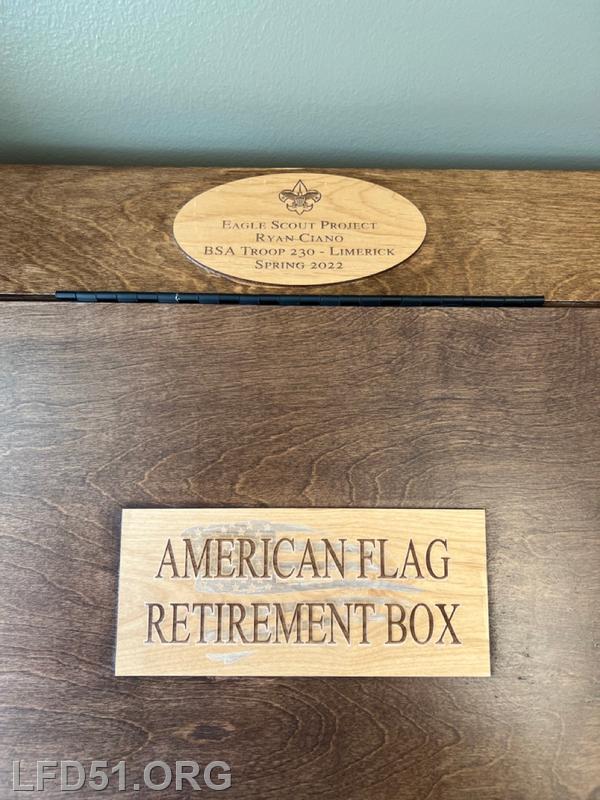 EAGLE SCOUT PROJECT
RYAN CIANO
BSA TROOP 230 - LIMERICK
SPRING 2022
AMERICAN FLAG
RETIREMENT BOX
LFD51.ORG